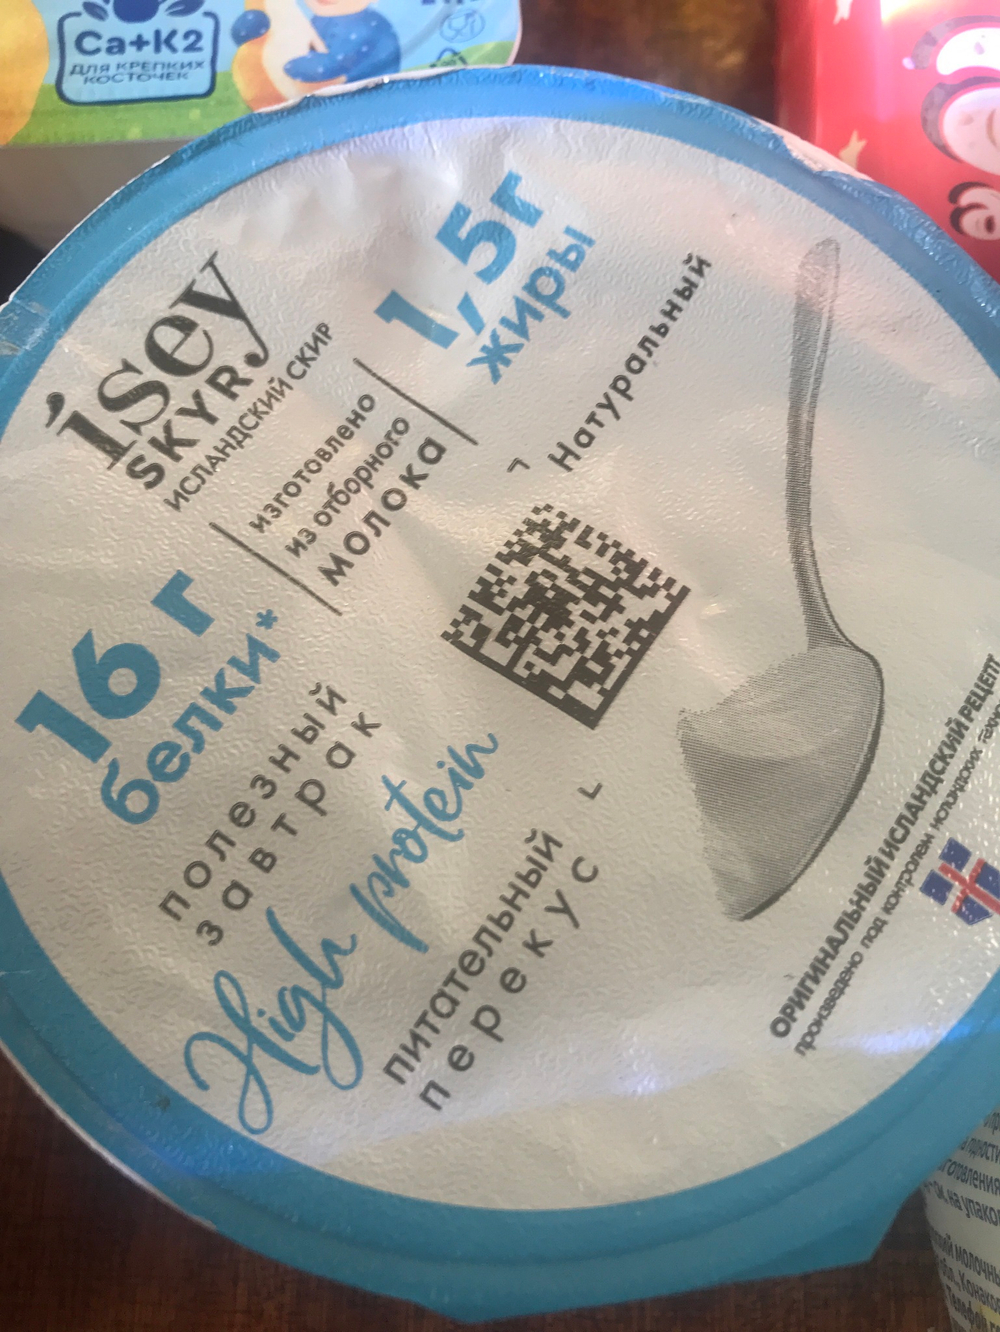 Ca+K2
ДЛЯ КРЕПКИХ
КОСТОЧЕК
ísey
SKYR
ИСЛАНДСКИЙ СКИР
изготовлено
из отборного
молока
1,5г
жиры
16 г
белки*
Натуральный
полезный
завтрак
High protein
питательный
перекус
ОРИГИНАЛЬНЫЙ ИСЛАНДСКИЙ РЕЦЕПТ
произведено под контролем исландских